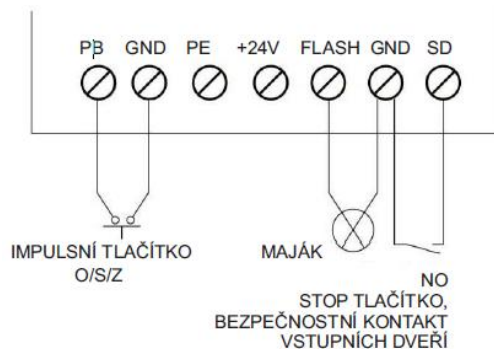 PB GND PE +24V FLASH GND SD
IMPULSNÍ TLAČÍTKO
O/S/Z
MAJÁK
NO
STOP TLAČÍTKO,
BEZPEČNOSTNÍ KONTAKT
VSTUPNÍCH DVEŘÍ